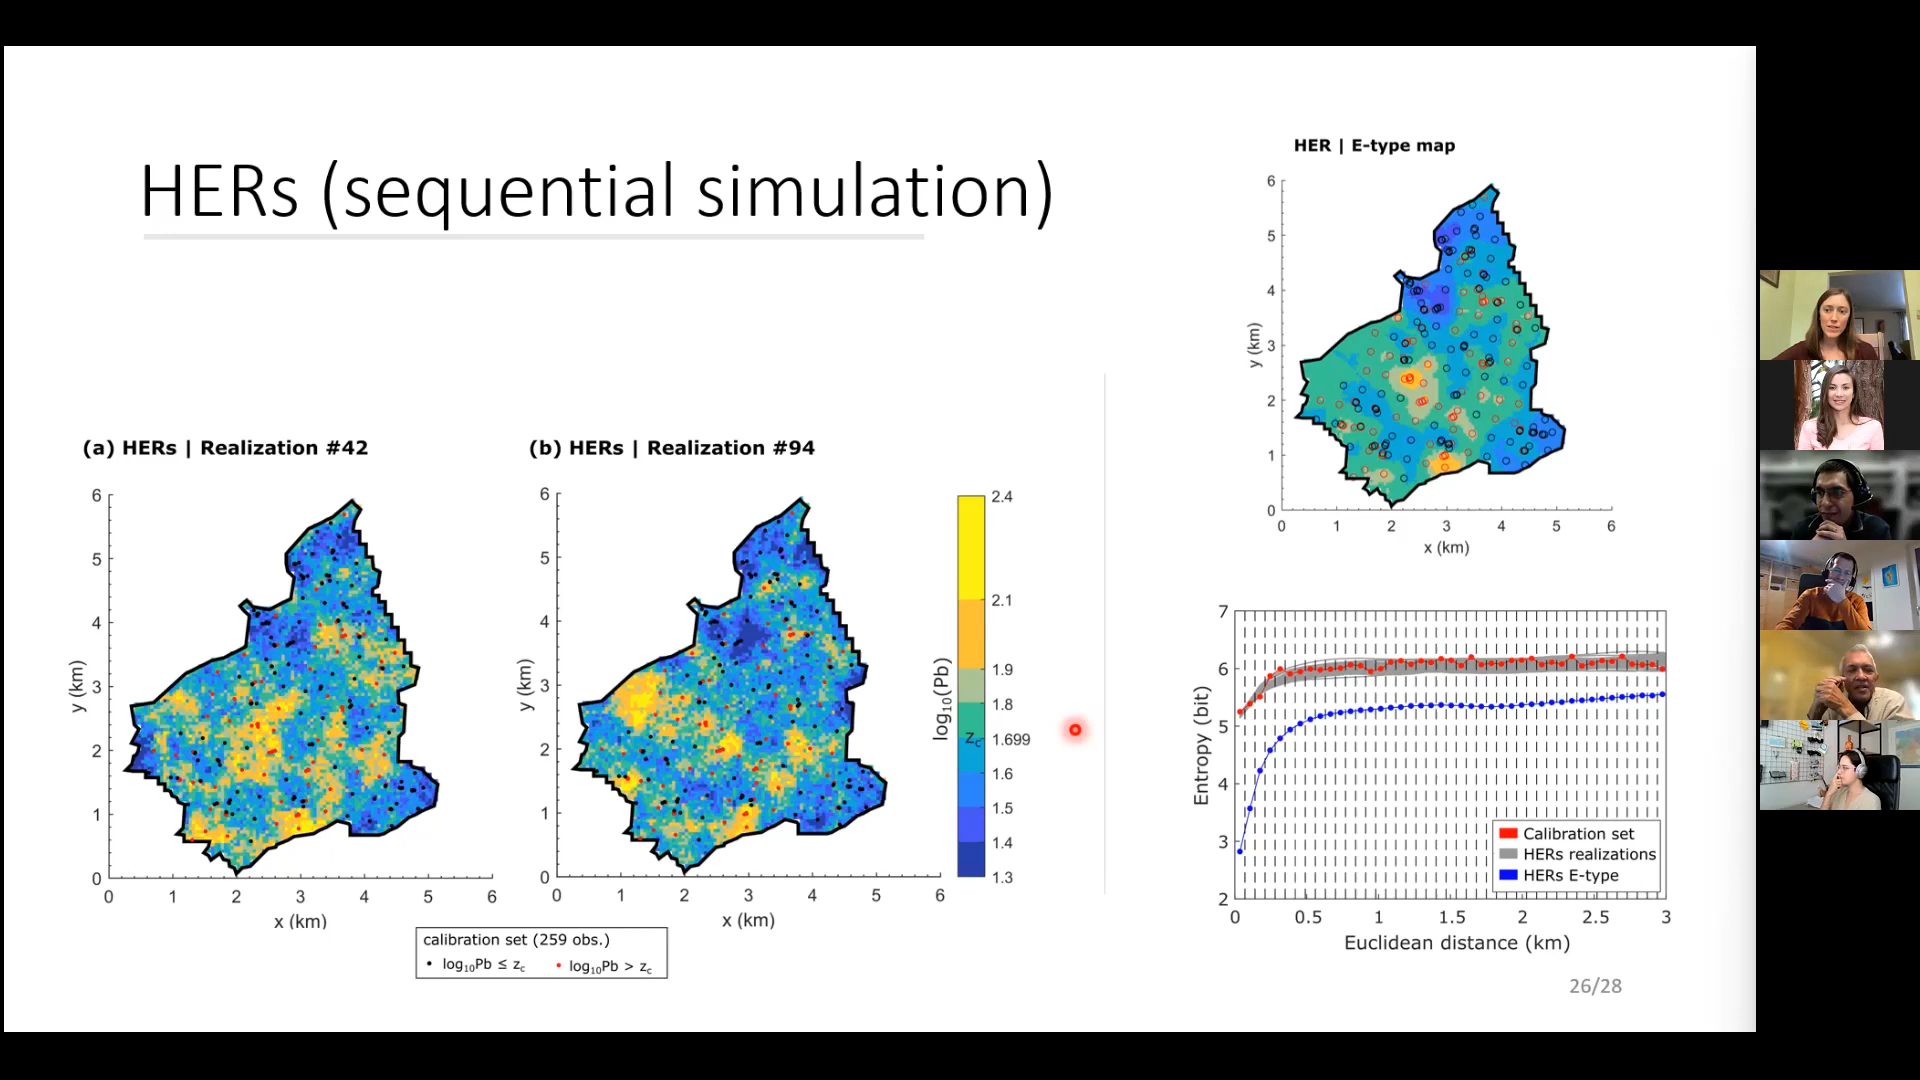 HERs (sequential simulation)
HER | E-type map
6
5
4
3
2
1
0
y (km)
0 1 2 3 4 5 6
x (km)
(a) HERs | Realization #42
6
5
4
3
2
1
0
y (km)
0 1 2 3 4 5 6
x (km)
(b) HERs | Realization #94
6
5
4
3
2
1
0
y (km)
0 1 2 3 4 5 6
x (km)
2.4
2.1
1.9
1.8
zc 1.699
1.6
1.5
1.4
1.3
log10(Pb)
calibration set (259 obs.)
• log10Pb ≤ zc • log10Pb > zc
7
6
5
4
3
2
Entropy (bit)
Calibration set
HERs realizations
HERs E-type
0 0.5 1 1.5 2 2.5 3
Euclidean distance (km)
26/28